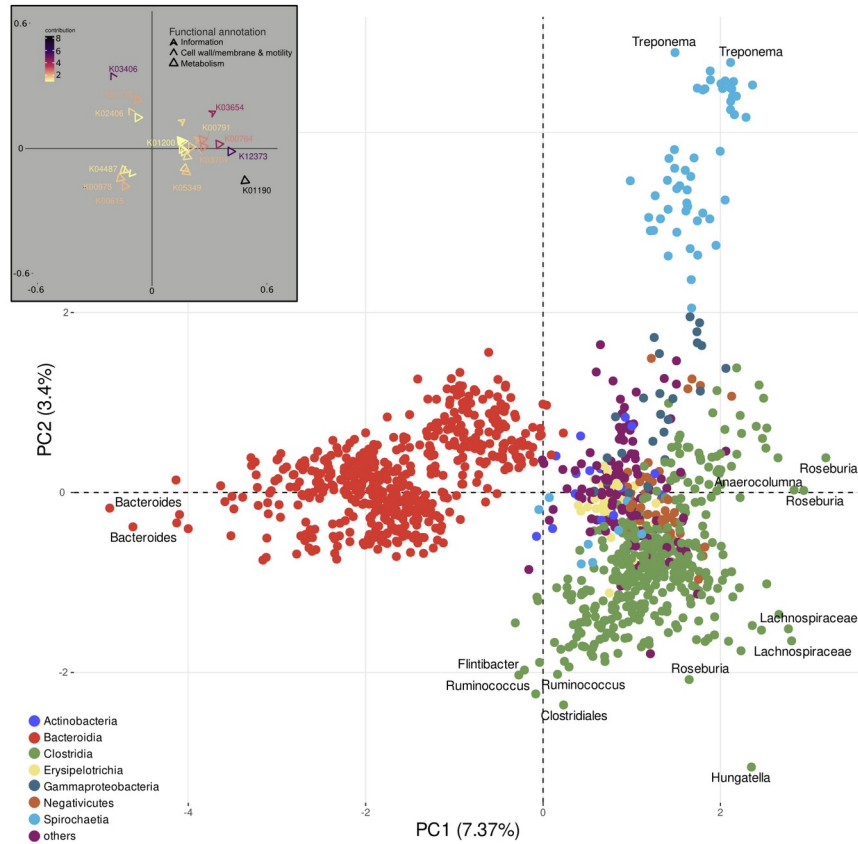 0.6
contribution
8
6
4
2
Functional annotation
Information
Cell wall/membrane & motility
Metabolism
K03406
K02406
K03654
K00791
K01200
K00764
K12373
K04487
K00975
K05349
K01190
0
-0.6
-0.6
0
0.6
Treponema
Treponema
2
0
-2
PC2 (3.4%)
Bacteroides
Bacteroides
Roseburia
Anaerocolumna
Roseburia
Lachnospiraceae
Lachnospiraceae
Flintibacter
Ruminococcus
Ruminococcus
Roseburia
Clostridiales
Hungatella
Actinobacteria
Bacteroidia
Clostridia
Erysipelotrichia
Gammaproteobacteria
Negativicutes
Spirochaetia
others
-4
-2
0
2
PC1 (7.37%)